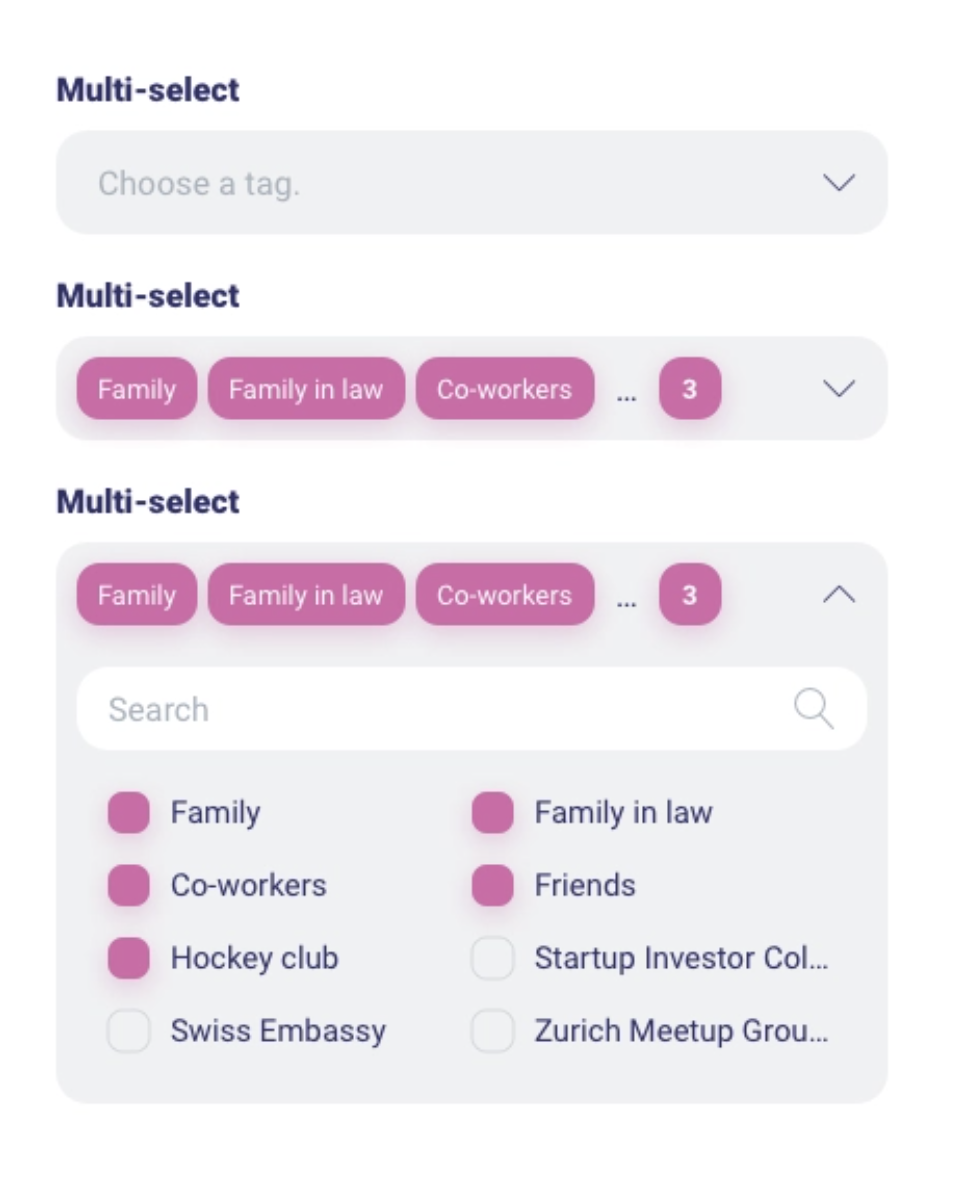 Multi-select
Choose a tag.
Multi-select
Family Family in law Co-workers ... 3
Multi-select
Family Family in law Co-workers ... 3
Search
Family Family in law
Co-workers Friends
Hockey club Startup Investor Col...
Swiss Embassy Zurich Meetup Grou...